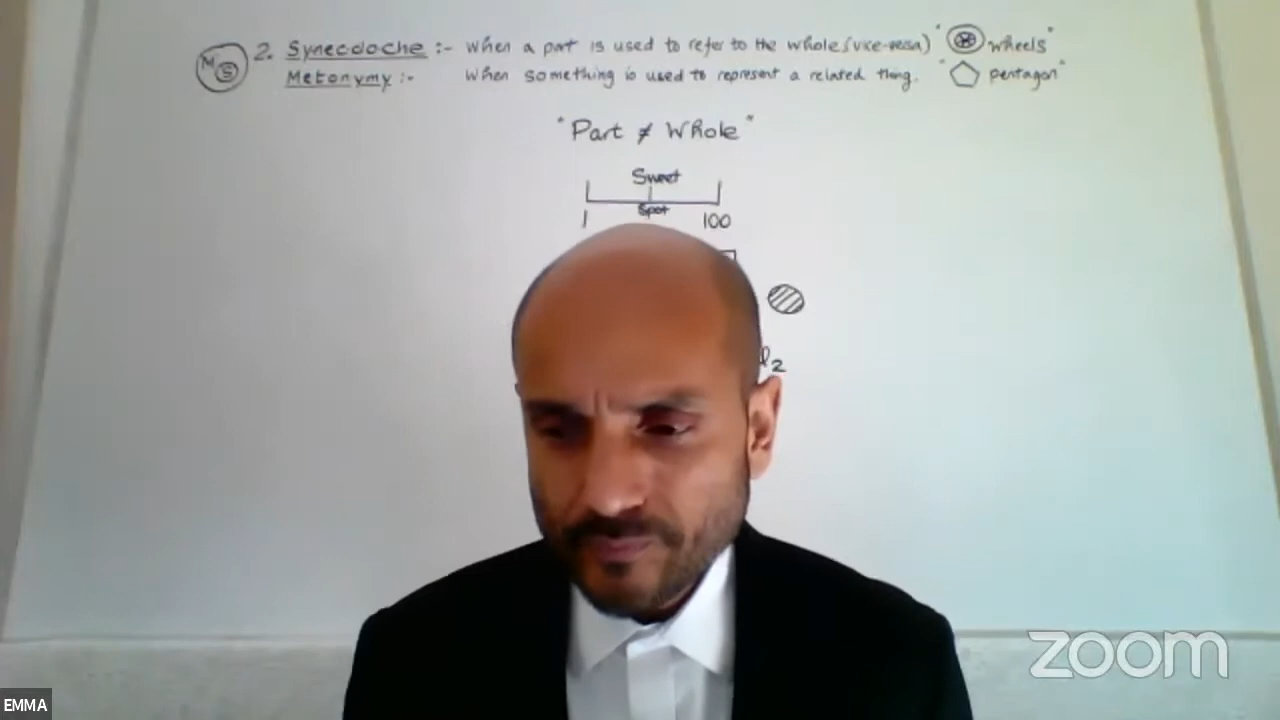 M S 2. Synecdoche :- When a part is used to refer to the whole (vice-versa) " wheels"
Metonymy :- When something is used to represent a related thing. " pentagon"
"Part ≠ Whole"
Sweet
Spot
1 100
l2
zoom
EMMA